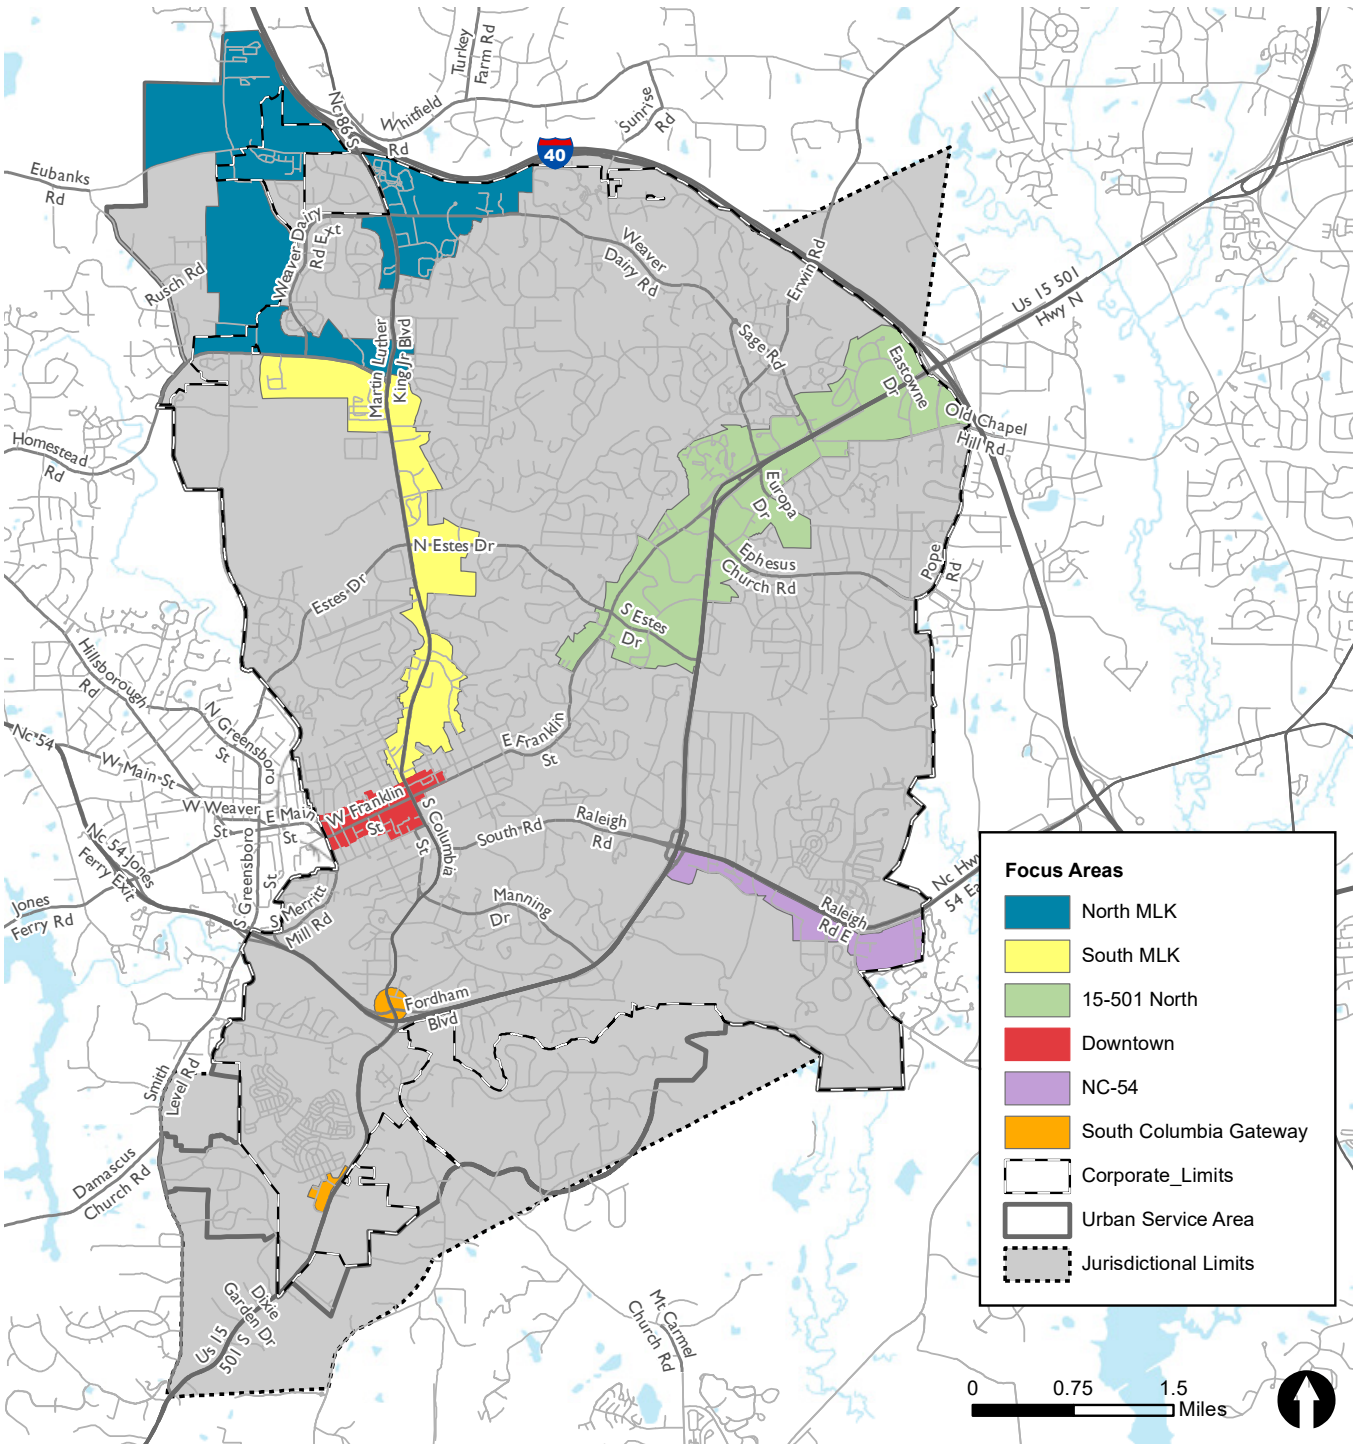 Turkey
Farm Rd
Nc 86 S
Whitfield
Rd
Sunrise
Rd
40
Eubanks
Rd
Weaver Dairy
Rd Ext
Rusch Rd
Weaver
Dairy Rd
Erwin Rd
Us 15 501
Hwy N
Sage Rd
Martin Luther
King Jr Blvd
Eastowne
Dr
Old Chapel
Hill Rd
Homestead
Rd
Europa
Dr
N Estes Dr
Estes Dr
Ephesus
Church Rd
Pope
Rd
S Estes
Dr
Hillsborough
Rd
N Greensboro
St
Nc 54
W Main St
E Franklin
St
W Weaver
St
E Main
St
W Franklin
St
S Columbia
St
South Rd
Raleigh
Rd
Nc 54 Jones
Ferry Exit
S Greensboro
St
Jones
Ferry Rd
S Merritt
Mill Rd
Manning
Dr
Raleigh
Rd E
Nc Hwy
54 Ea
Fordham
Blvd
Smith
Level Rd
Damascus
Church Rd
Dixie
Garden Dr
Us 15
501 S
Mt Carmel
Church Rd
Focus Areas
North MLK
South MLK
15-501 North
Downtown
NC-54
South Columbia Gateway
Corporate_Limits
Urban Service Area
Jurisdictional Limits
0 0.75 1.5
Miles